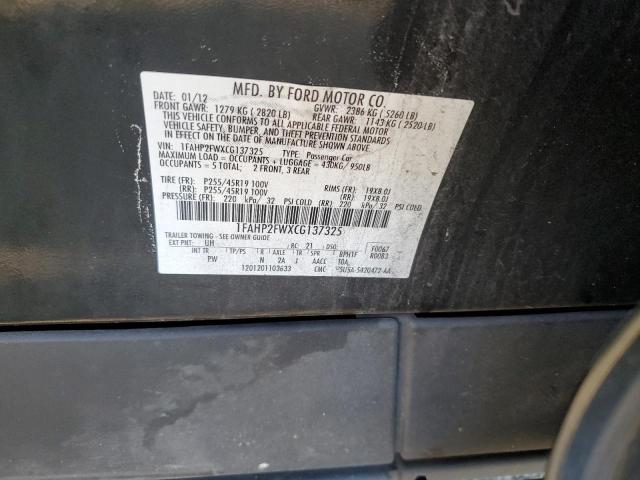 MFD. BY FORD MOTOR CO.
DATE: 01/12 GVWR: 2386 KG ( 5260 LB)
FRONT GAWR: 1279 KG ( 2820 LB) REAR GAWR: 1143 KG ( 2520 LB)
THIS VEHICLE CONFORMS TO ALL APPLICABLE FEDERAL MOTOR
VEHICLE SAFETY, BUMPER, AND THEFT PREVENTION STANDARDS
IN EFFECT ON THE DATE OF MANUFACTURE SHOWN ABOVE.
VIN: 1FAHP2FWXCG137325 TYPE: Passenger Car
MAXIMUM LOAD = OCCUPANTS + LUGGAGE = 430KG/ 950LB
OCCUPANTS = 5 TOTAL; 2 FRONT, 3 REAR
TIRE (FR): P255/45R19 100V RIMS (FR): 19X8.0J
(RR): P255/45R19 100V (RR): 19X8.0J
PRESSURE (FR): 220 kPa/ 32 PSI COLD (RR): 220 kPa/ 32 PSI COLD
1FAHP2FWXCG137325
TRAILER TOWING - SEE OWNER GUIDE
EXT PNT: UH RC: 21 DSO: F0067
TP/PS R AXLE TR SPR R0083
PW N 2A J AACC
1201201103633 CMC